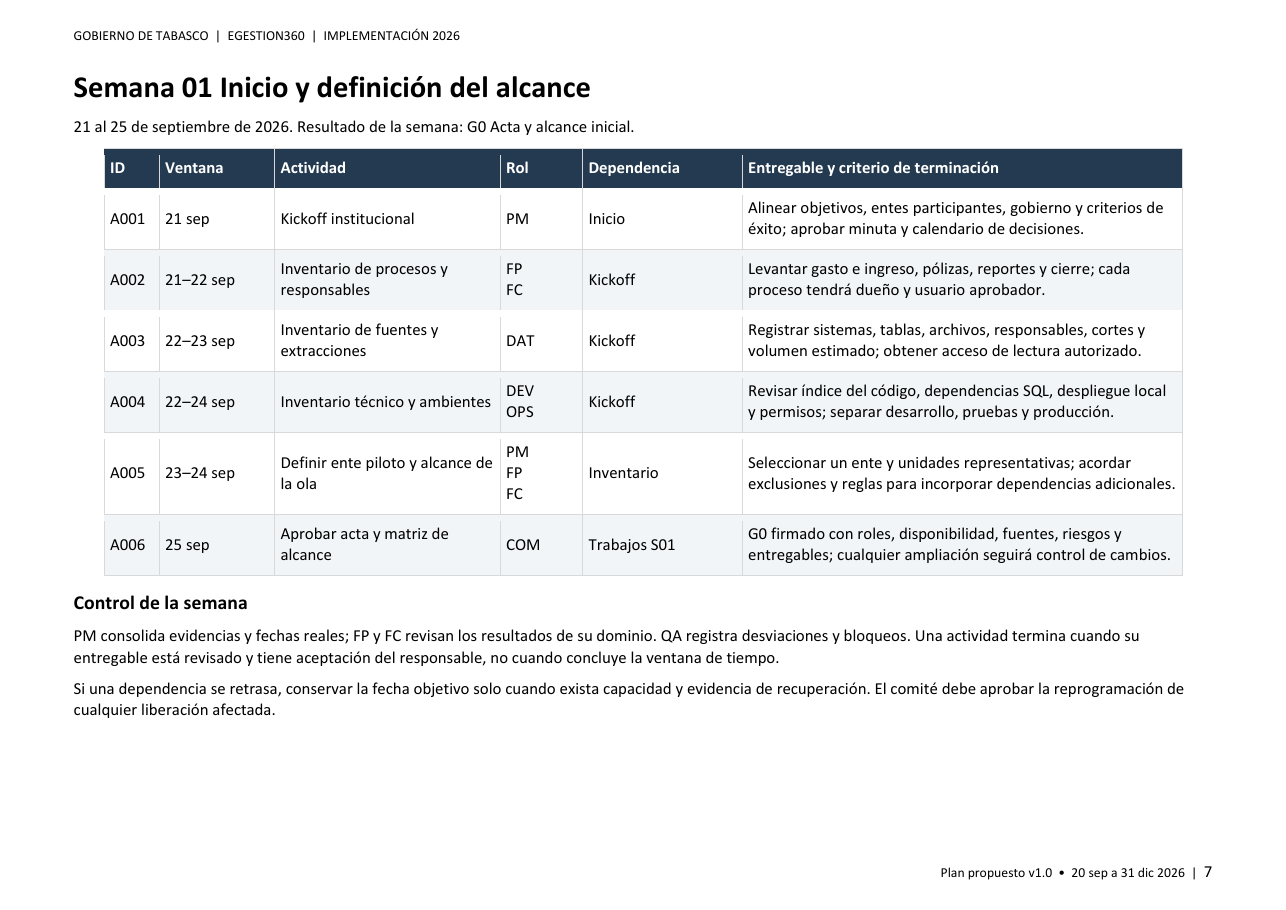 GOBIERNO DE TABASCO | EGESTION360 | IMPLEMENTACIÓN 2026
Semana 01 Inicio y definición del alcance
21 al 25 de septiembre de 2026. Resultado de la semana: G0 Acta y alcance inicial.
ID Ventana Actividad Rol Dependencia Entregable y criterio de terminación
A001 21 sep Kickoff institucional PM Inicio Alinear objetivos, entes participantes, gobierno y criterios de
éxito; aprobar minuta y calendario de decisiones.
A002 21–22 sep Inventario de procesos y
responsables
FP
FC
Kickoff
Levantar gasto e ingreso, pólizas, reportes y cierre; cada
proceso tendrá dueño y usuario aprobador.
A003 22–23 sep Inventario de fuentes y
extracciones
DAT Kickoff
Registrar sistemas, tablas, archivos, responsables, cortes y
volumen estimado; obtener acceso de lectura autorizado.
A004 22–24 sep Inventario técnico y ambientes
DEV
OPS
Kickoff
Revisar índice del código, dependencias SQL, despliegue local
y permisos; separar desarrollo, pruebas y producción.
A005 23–24 sep Definir ente piloto y alcance de
la ola
PM
FP
FC
Inventario
Seleccionar un ente y unidades representativas; acordar
exclusiones y reglas para incorporar dependencias adicionales.
A006 25 sep Aprobar acta y matriz de
alcance
COM Trabajos S01
G0 firmado con roles, disponibilidad, fuentes, riesgos y
entregables; cualquier ampliación seguirá control de cambios.
Control de la semana
PM consolida evidencias y fechas reales; FP y FC revisan los resultados de su dominio. QA registra desviaciones y bloqueos. Una actividad termina cuando su
entregable está revisado y tiene aceptación del responsable, no cuando concluye la ventana de tiempo.
Si una dependencia se retrasa, conservar la fecha objetivo solo cuando exista capacidad y evidencia de recuperación. El comité debe aprobar la reprogramación de
cualquier liberación afectada.
Plan propuesto v1.0 • 20 sep a 31 dic 2026 | 7